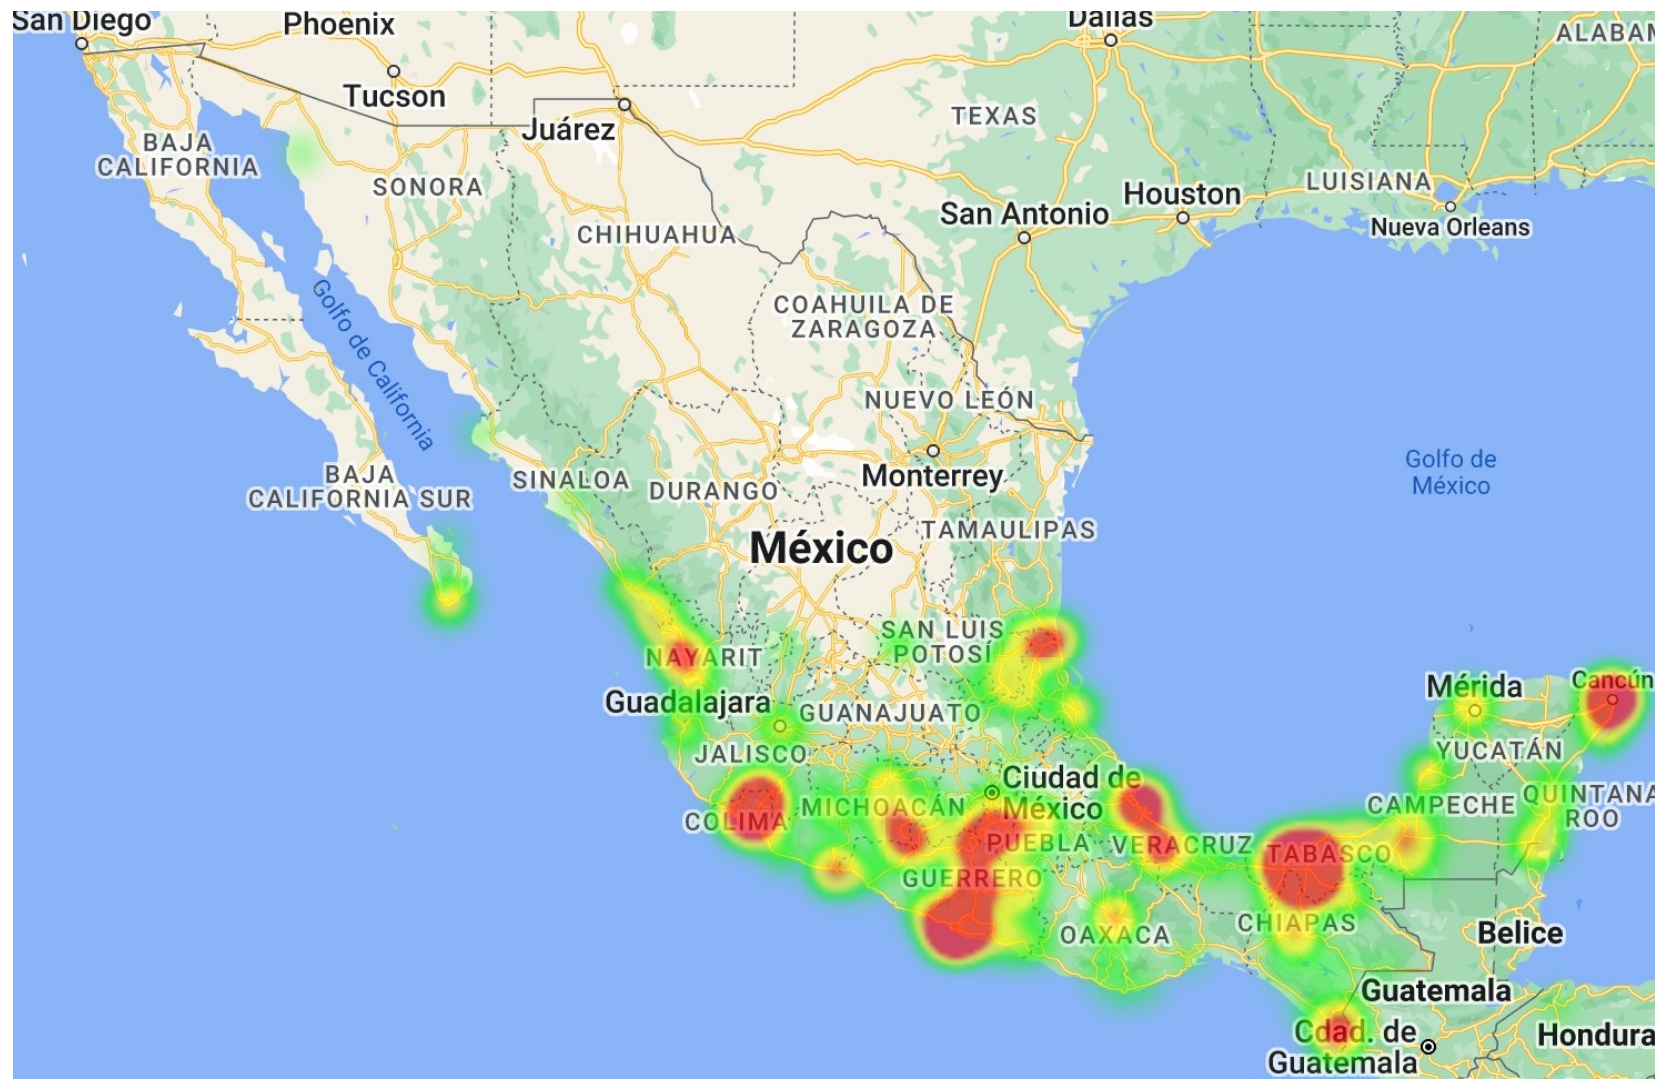 San Diego
Phoenix
Dallas
ALABAM
Tucson
Juárez
TEXAS
BAJA
CALIFORNIA
SONORA
LUISIANA
Houston
San Antonio
Nueva Orleans
CHIHUAHUA
Golfo de California
COAHUILA DE
ZARAGOZA
NUEVO LEÓN
Monterrey
Golfo de
México
BAJA
CALIFORNIA SUR
SINALOA
DURANGO
TAMAULIPAS
México
SAN LUIS
POTOSÍ
NAYARIT
Guadalajara
GUANAJUATO
Mérida
Cancún
JALISCO
YUCATÁN
Ciudad de
México
COLIMA
MICHOACÁN
CAMPECHE
QUINTANA
ROO
PUEBLA
VERACRUZ
TABASCO
GUERRERO
OAXACA
CHIAPAS
Belice
Guatemala
Cdad. de
Guatemala
Hondura